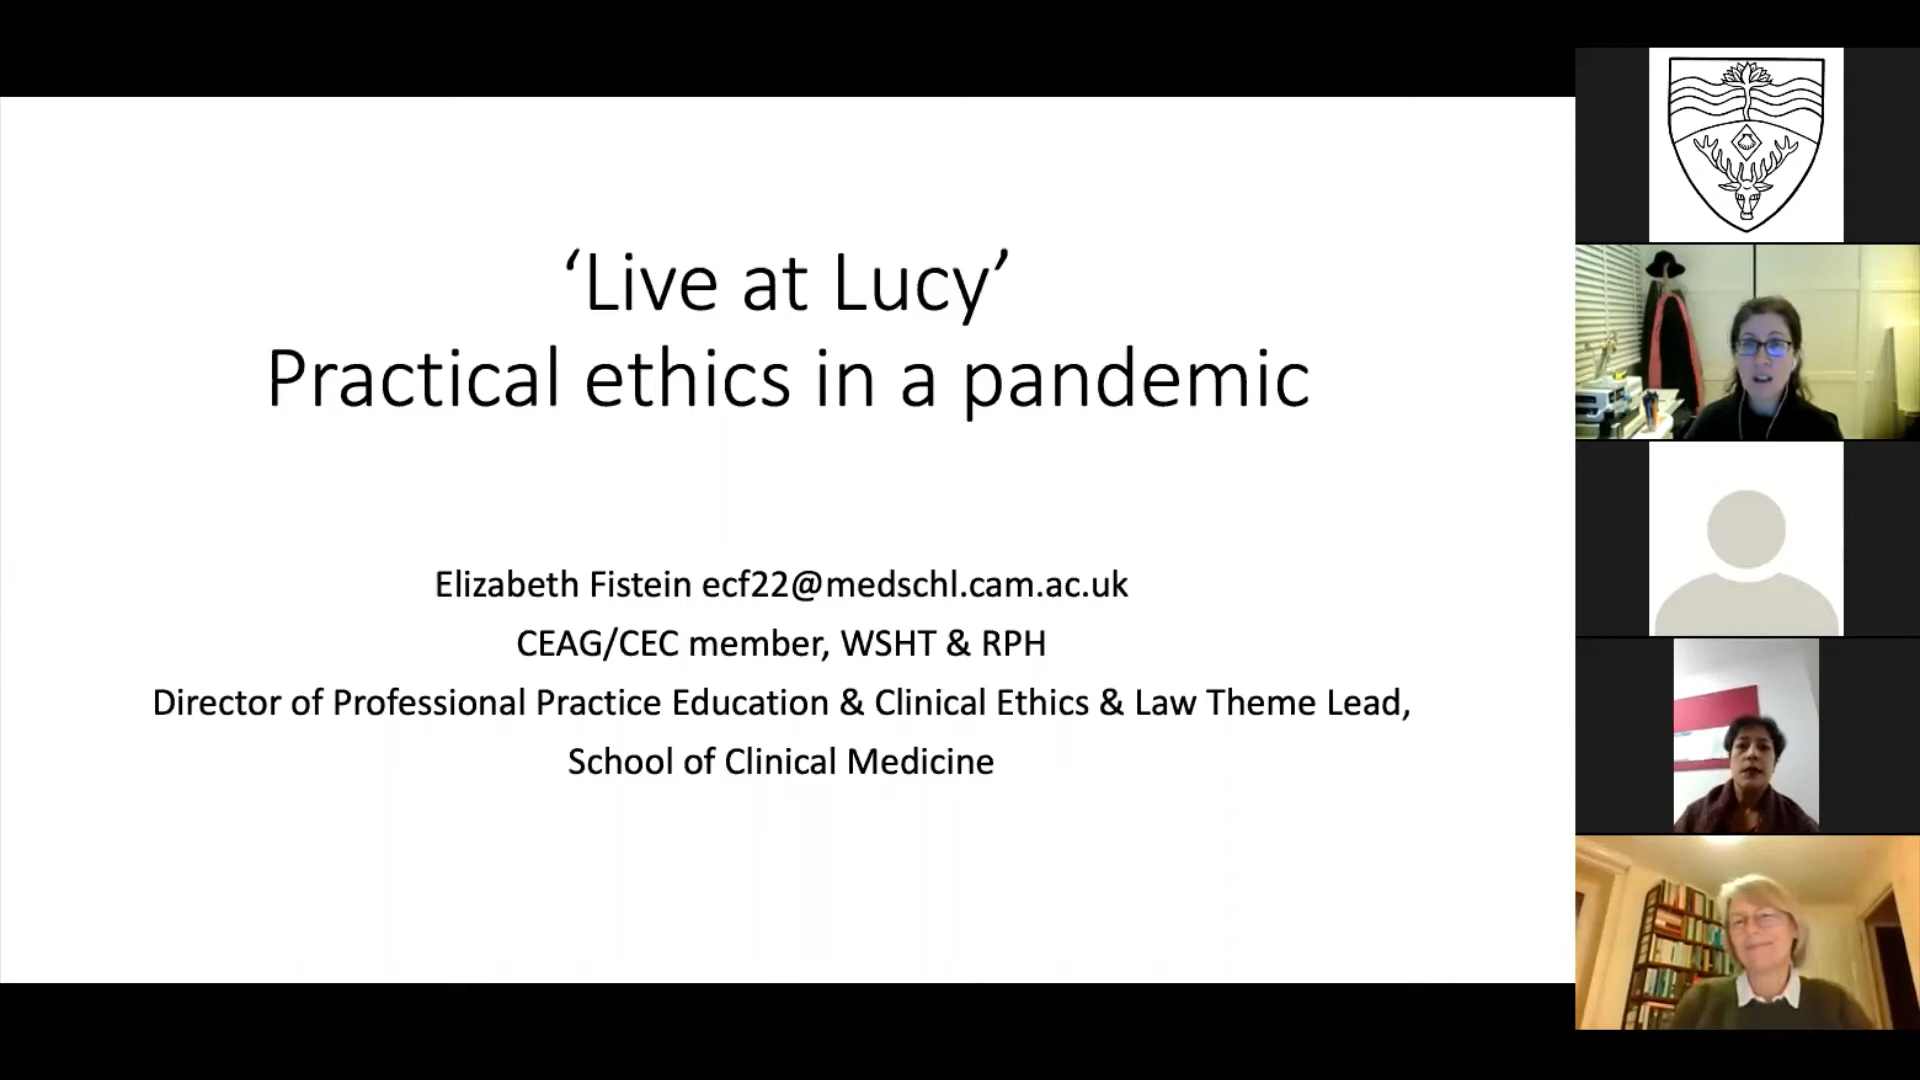 ‘Live at Lucy’
Practical ethics in a pandemic
Elizabeth Fistein ecf22@medschl.cam.ac.uk
CEAG/CEC member, WSHT & RPH
Director of Professional Practice Education & Clinical Ethics & Law Theme Lead,
School of Clinical Medicine